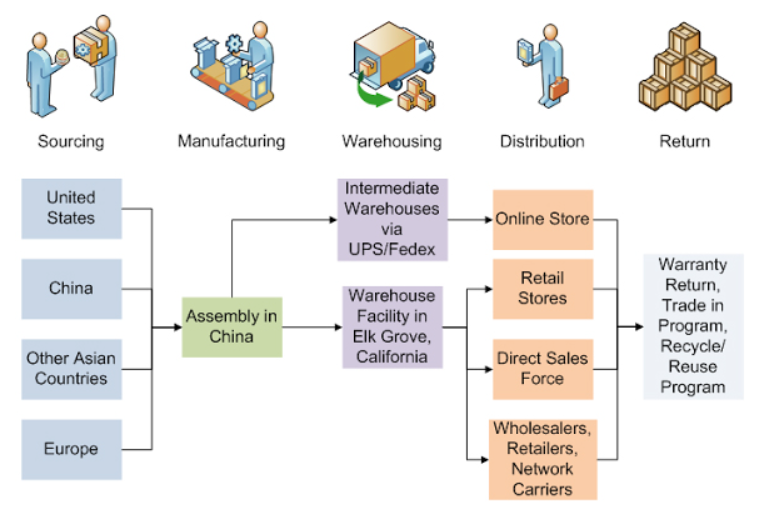 Sourcing
Manufacturing
Warehousing
Distribution
Return
United
States
China
Other Asian
Countries
Europe
Assembly in
China
Intermediate
Warehouses
via
UPS/Fedex
Warehouse
Facility in
Elk Grove,
California
Online Store
Retail
Stores
Direct Sales
Force
Wholesalers,
Retailers,
Network
Carriers
Warranty
Return,
Trade in
Program,
Recycle/
Reuse
Program